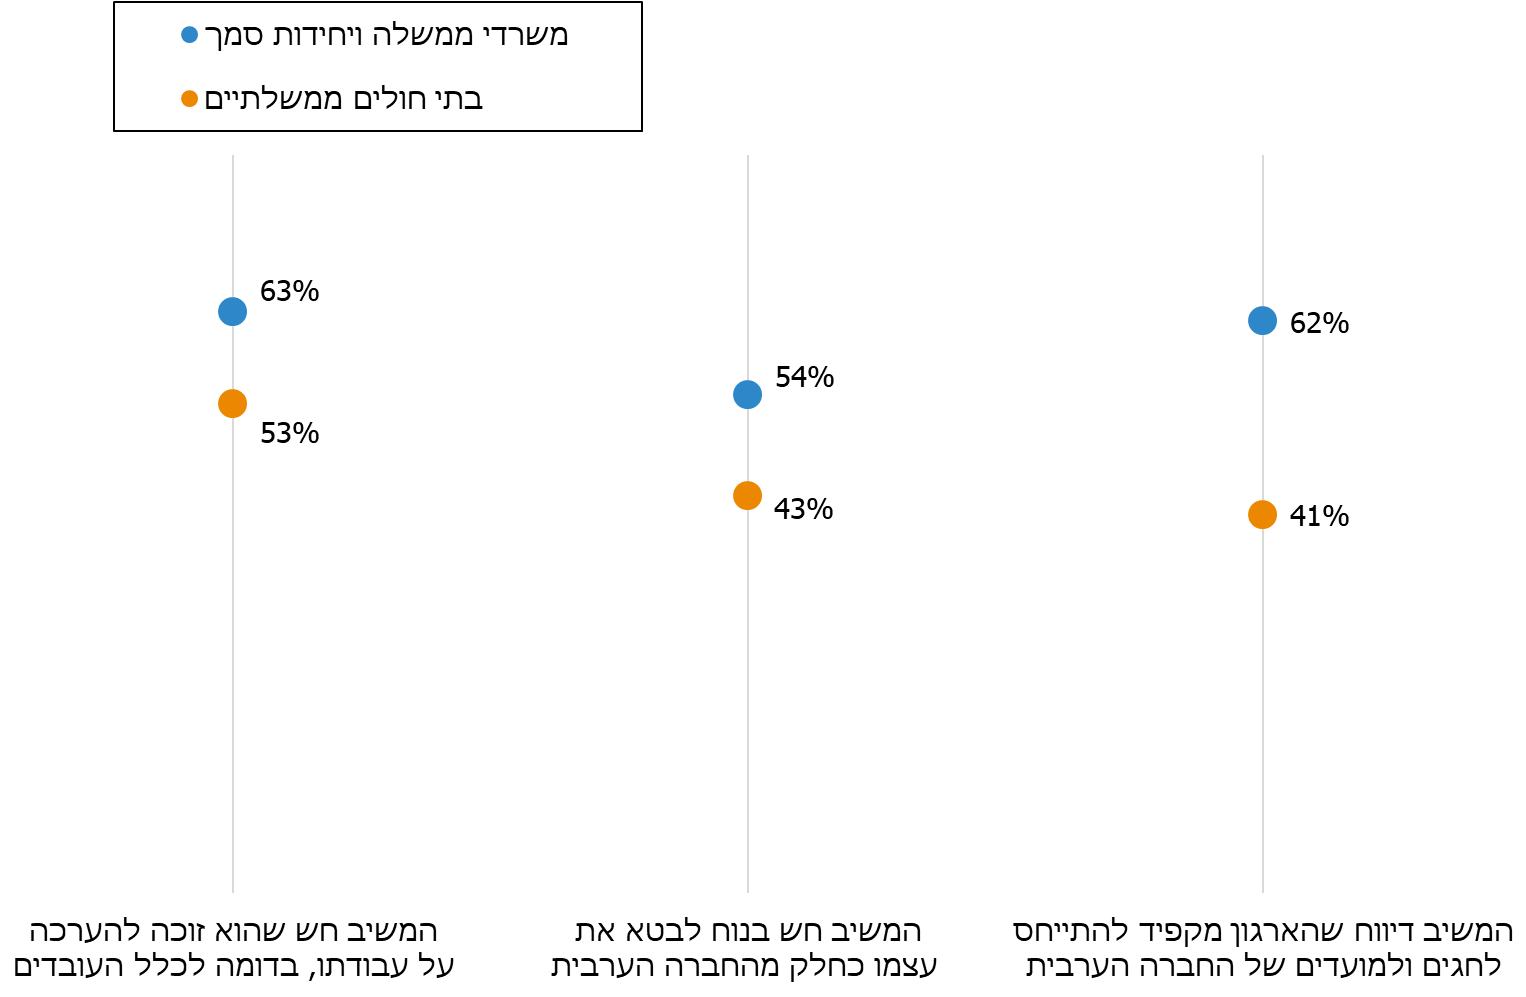 משרדי ממשלה ויחידות סמך
בתי חולים ממשלתיים
63%
53%
54%
43%
62%
41%
המשיב חש שהוא זוכה להערכה
על עבודתו, בדומה לכלל העובדים
המשיב חש בנוח לבטא את
עצמו כחלק מהחברה הערבית
המשיב דיווח שהארגון מקפיד להתייחס
לחגים ולמועדים של החברה הערבית